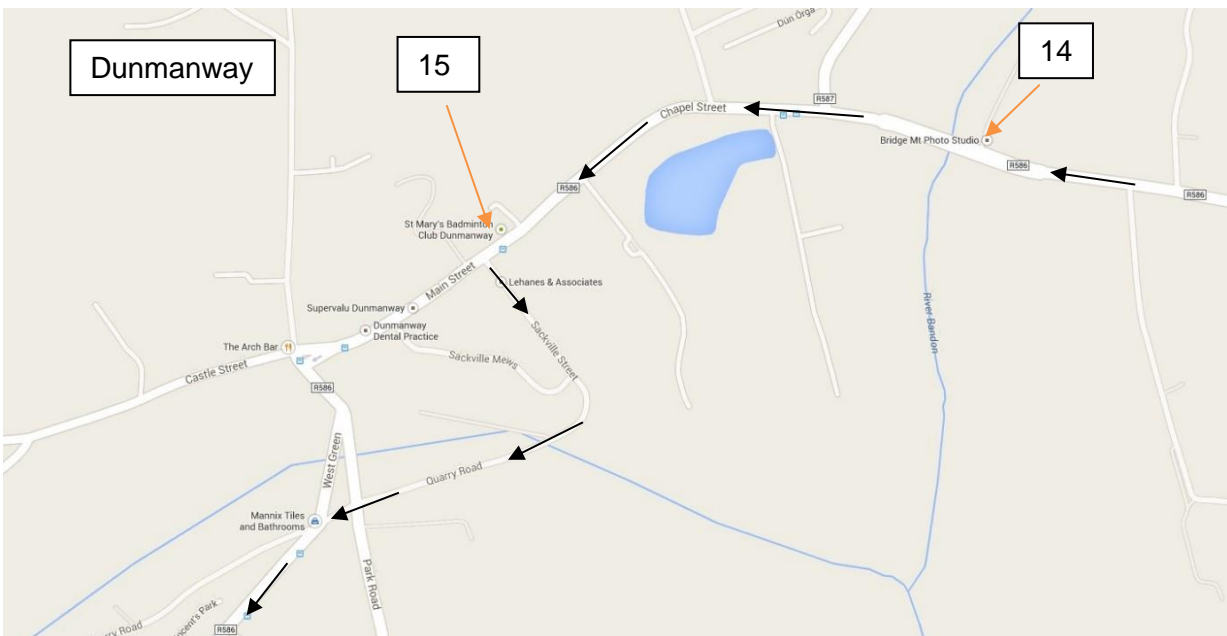 Dún Órga
14
15
Dunmanway
R587
Chapel Street
Bridge Mt Photo Studio
R586
R586
R586
St Mary's Badminton
Club Dunmanway
Main Street
Lehanes & Associates
River Bandon
Supervalu Dunmanway
Dunmanway
Dental Practice
Sackville Street
The Arch Bar
Sackville Mews
Castle Street
R586
West Green
Quarry Road
Mannix Tiles
and Bathrooms
Park Road
Park
Road
R586